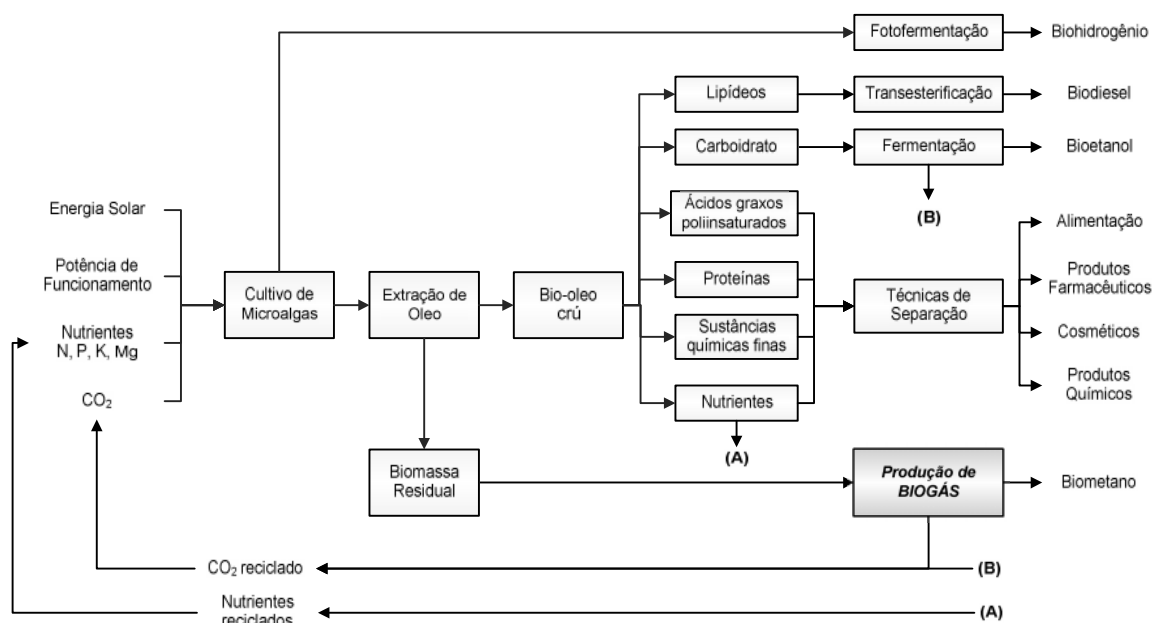 Fotofermentação
Biohidrogênio
Lipídeos
Transesterificação
Biodiesel
Carboidrato
Fermentação
Bioetanol
(B)
Energia Solar
Potência de
Funcionamento
Nutrientes
N, P, K, Mg
CO₂
Cultivo de
Microalgas
Extração de
Oleo
Bio-oleo
crú
Ácidos graxos
poliinsaturados
Proteínas
Sustâncias
químicas finas
Nutrientes
(A)
Técnicas de
Separação
Alimentação
Produtos
Farmacêuticos
Cosméticos
Produtos
Químicos
Biomassa
Residual
Produção de
BIOGÁS
Biometano
CO₂ reciclado
(B)
Nutrientes
reciclados
(A)